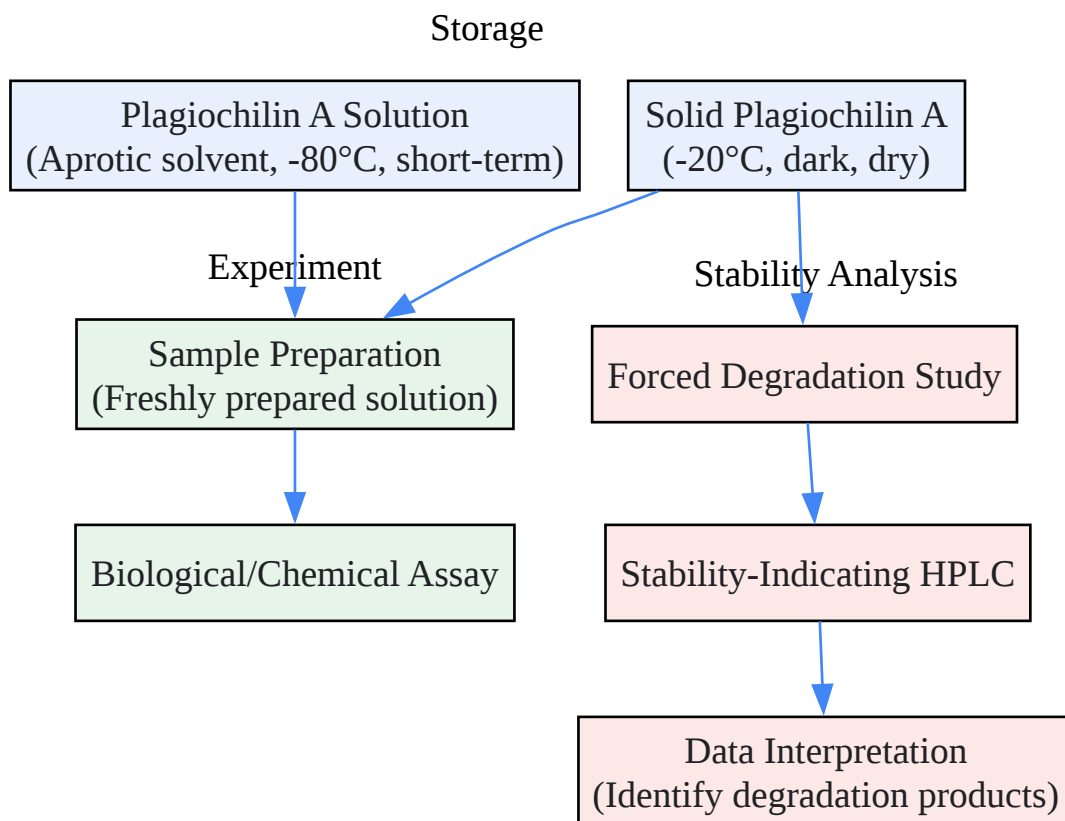 Storage
Plagiochilin A Solution
(Aprotic solvent, -80°C, short-term)
Solid Plagiochilin A
(-20°C, dark, dry)
Experiment
Stability Analysis
Sample Preparation
(Freshly prepared solution)
Forced Degradation Study
Biological/Chemical Assay
Stability-Indicating HPLC
Data Interpretation
(Identify degradation products)